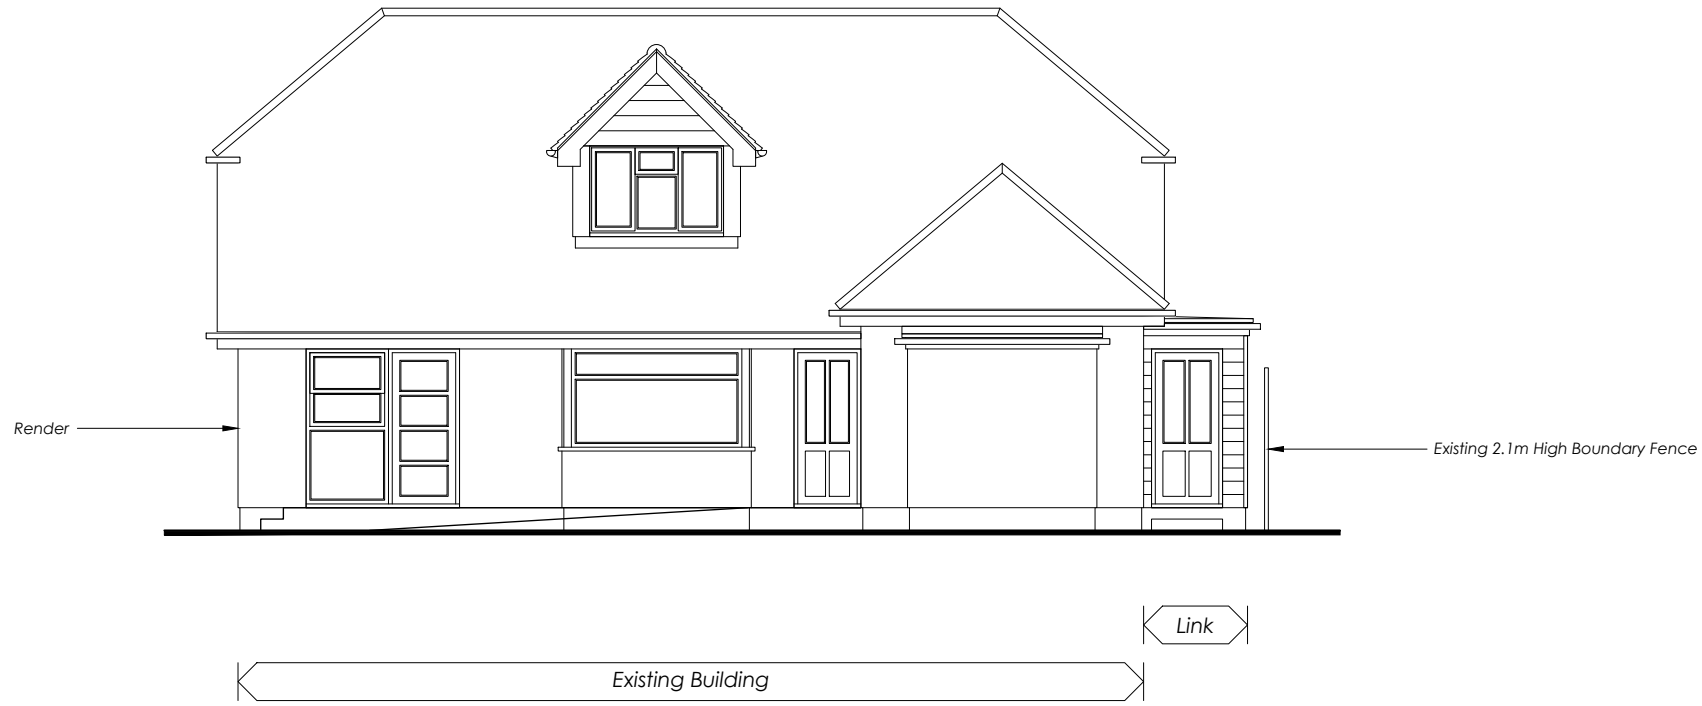 Render
Existing 2.1m High Boundary Fence
Link
Existing Building